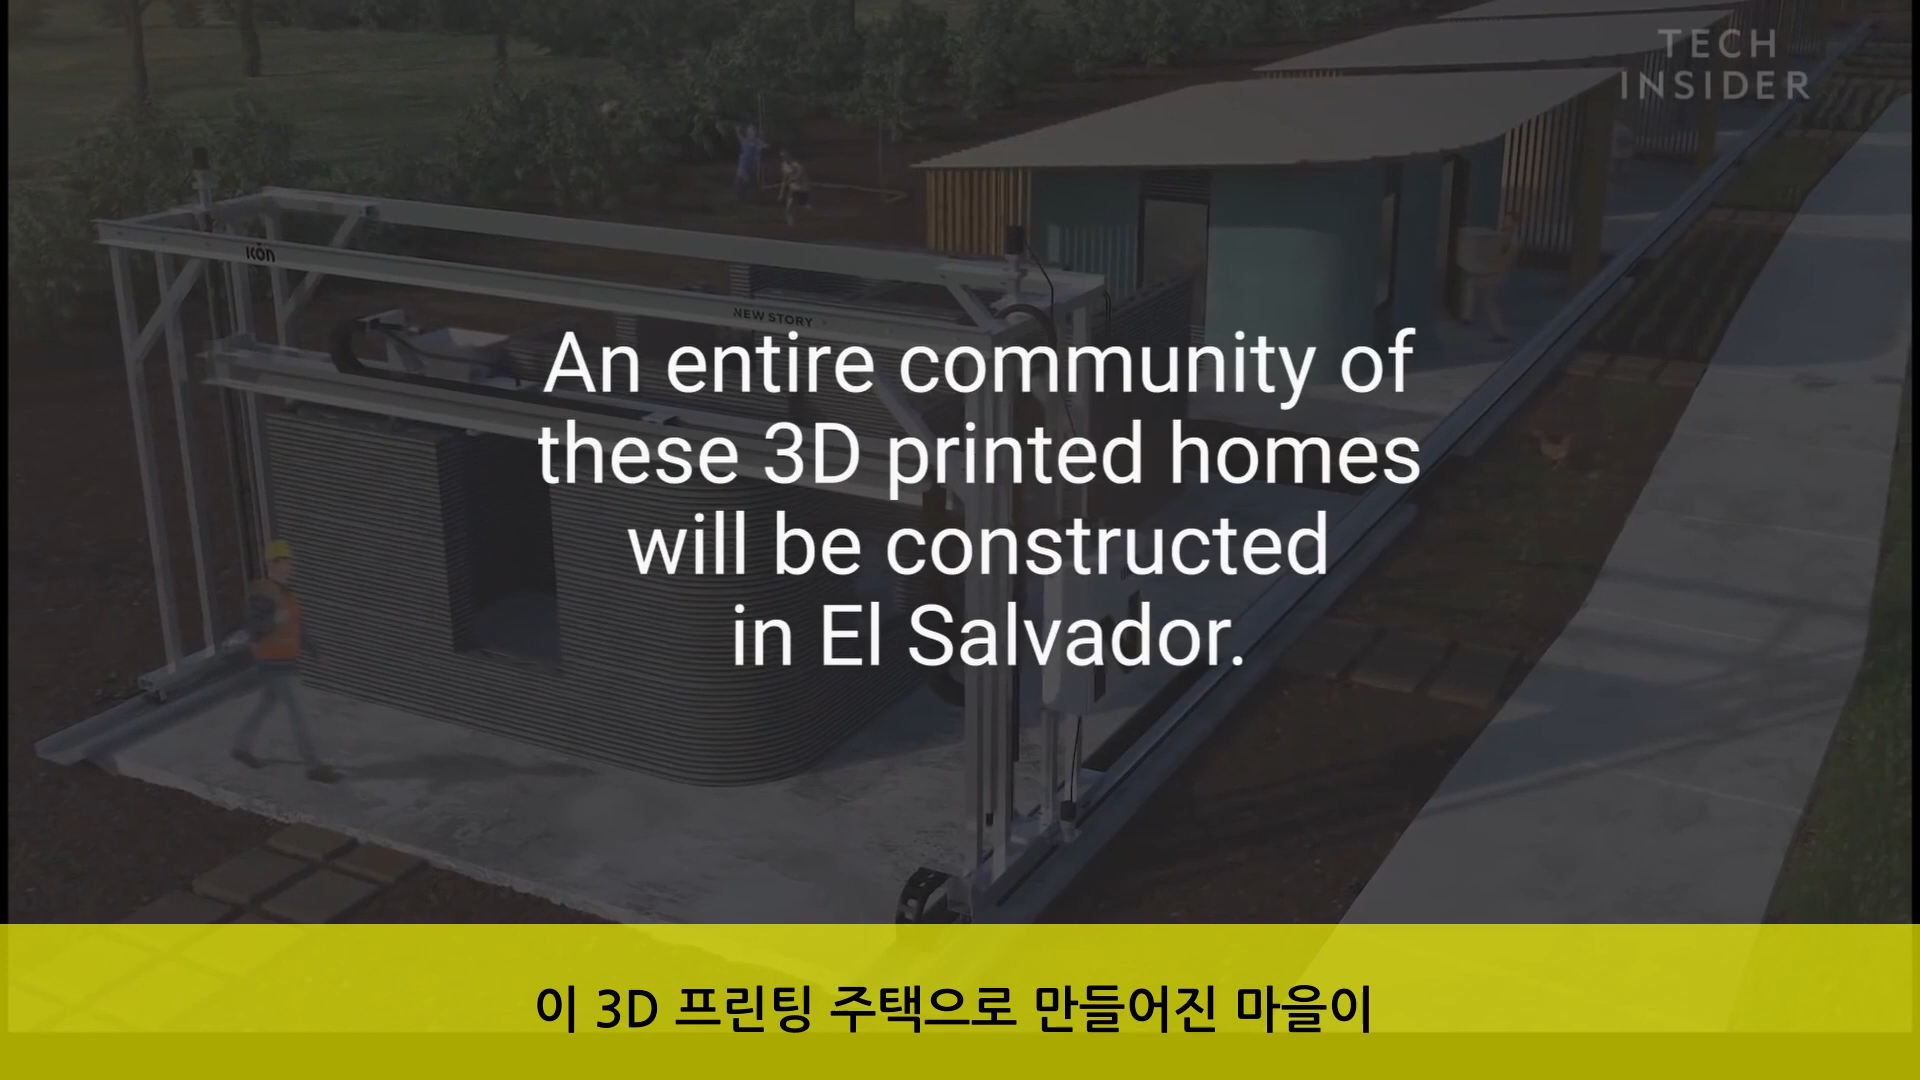 TECH
INSIDER
ICON
NEW STORY
An entire community of
these 3D printed homes
will be constructed
in El Salvador.
이 3D 프린팅 주택으로 만들어진 마을이